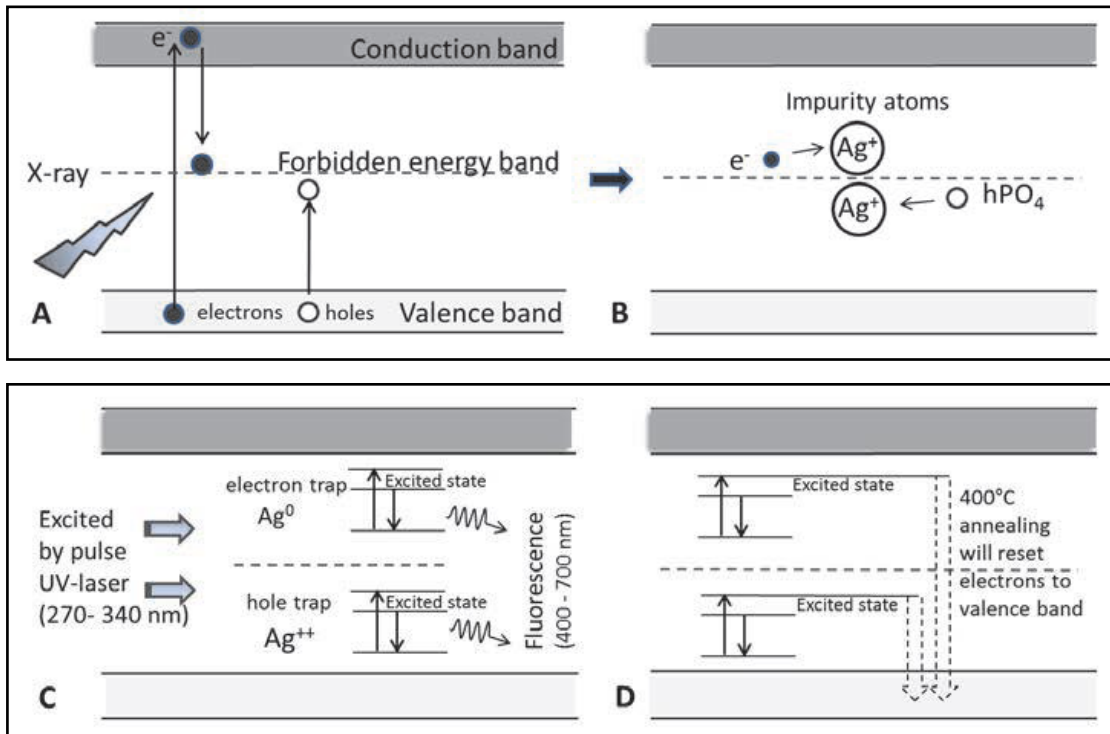 e-
Conduction band
X-ray
Forbidden energy band
electrons
holes
Valence band
A
Impurity atoms
e-
Ag+
Ag+
hPO4
B
Excited
by pulse
UV-laser
(270- 340 nm)
electron trap
Ag0
Excited state
hole trap
Ag++
Excited state
Fluorescence
(400 - 700 nm)
C
Excited state
Excited state
400°C
annealing
will reset
electrons to
valence band
D